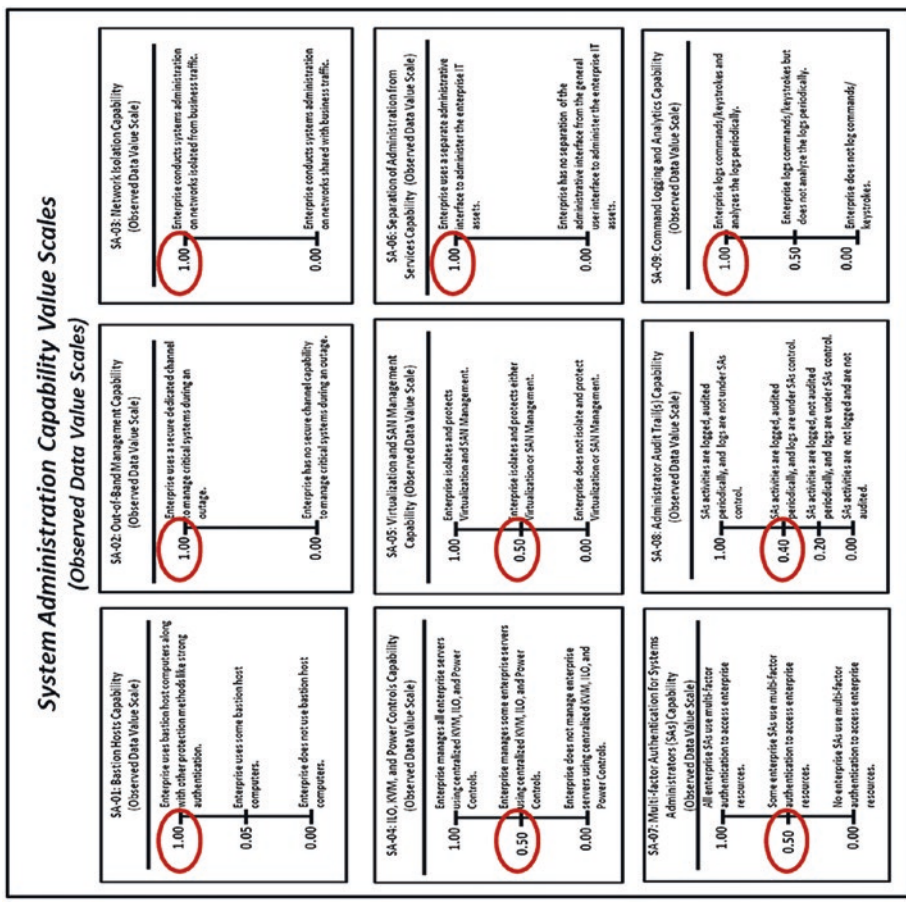 System Administration Capability Value Scales
(Observed Data Value Scales)
SA-01: Bastion Hosts Capability
(Observed Data Value Scale)
1.00
Enterprise uses bastion host computers along
with other protection methods like strong
authentication.
0.05
Enterprise uses some bastion host
computers.
0.00
Enterprise does not use bastion host
computers.
SA-02: Out-of-Band Management Capability
(Observed Data Value Scale)
1.00
Enterprise uses a secure dedicated channel
to manage critical systems during an
outage.
0.00
Enterprise has no secure channel capability
to manage critical systems during an outage.
SA-03: Network Isolation Capability
(Observed Data Value Scale)
1.00
Enterprise conducts systems administration
on networks isolated from business traffic.
0.00
Enterprise conducts systems administration
on networks shared with business traffic.
SA-04: ILO, KVM, and Power Controls Capability
(Observed Data Value Scale)
1.00
Enterprise manages all enterprise servers
using centralized KVM, ILO, and Power
Controls.
0.50
Enterprise manages some enterprise servers
using centralized KVM, ILO, and Power
Controls.
0.00
Enterprise does not manage enterprise
servers using centralized KVM, ILO, and
Power Controls.
SA-05: Virtualization and SAN Management
Capability (Observed Data Value Scale)
1.00
Enterprise isolates and protects
Virtualization and SAN Management.
0.50
Enterprise isolates and protects either
Virtualization or SAN Management.
0.00
Enterprise does not isolate and protect
Virtualization or SAN Management.
SA-06: Separation of Administration from
Services Capability (Observed Data Value Scale)
1.00
Enterprise uses a separate administrative
interface to administer the enterprise IT
assets.
0.00
Enterprise has no separation of the
administrative interface from the general
user interface to administer the enterprise IT
assets.
SA-07: Multi-factor Authentication for Systems
Administrators (SAs) Capability
(Observed Data Value Scale)
1.00
All enterprise SAs use multi-factor
authentication to access enterprise
resources.
0.50
Some enterprise SAs use multi-factor
authentication to access enterprise
resources.
0.00
No enterprise SAs use multi-factor
authentication to access enterprise
resources.
SA-08: Administrator Audit Trail(s) Capability
(Observed Data Value Scale)
1.00
SAs activities are logged, audited
periodically, and logs are not under SAs
control.
0.40
SAs activities are logged, audited
periodically, and logs are under SAs control.
0.20
SAs activities are logged, not audited
periodically, and logs are under SAs control.
0.00
SAs activities are not logged and are not
audited.
SA-09: Command Logging and Analytics Capability
(Observed Data Value Scale)
1.00
Enterprise logs commands/keystrokes and
analyzes the logs periodically.
0.50
Enterprise logs commands/keystrokes but
does not analyze the logs periodically.
0.00
Enterprise does not log commands/
keystrokes.